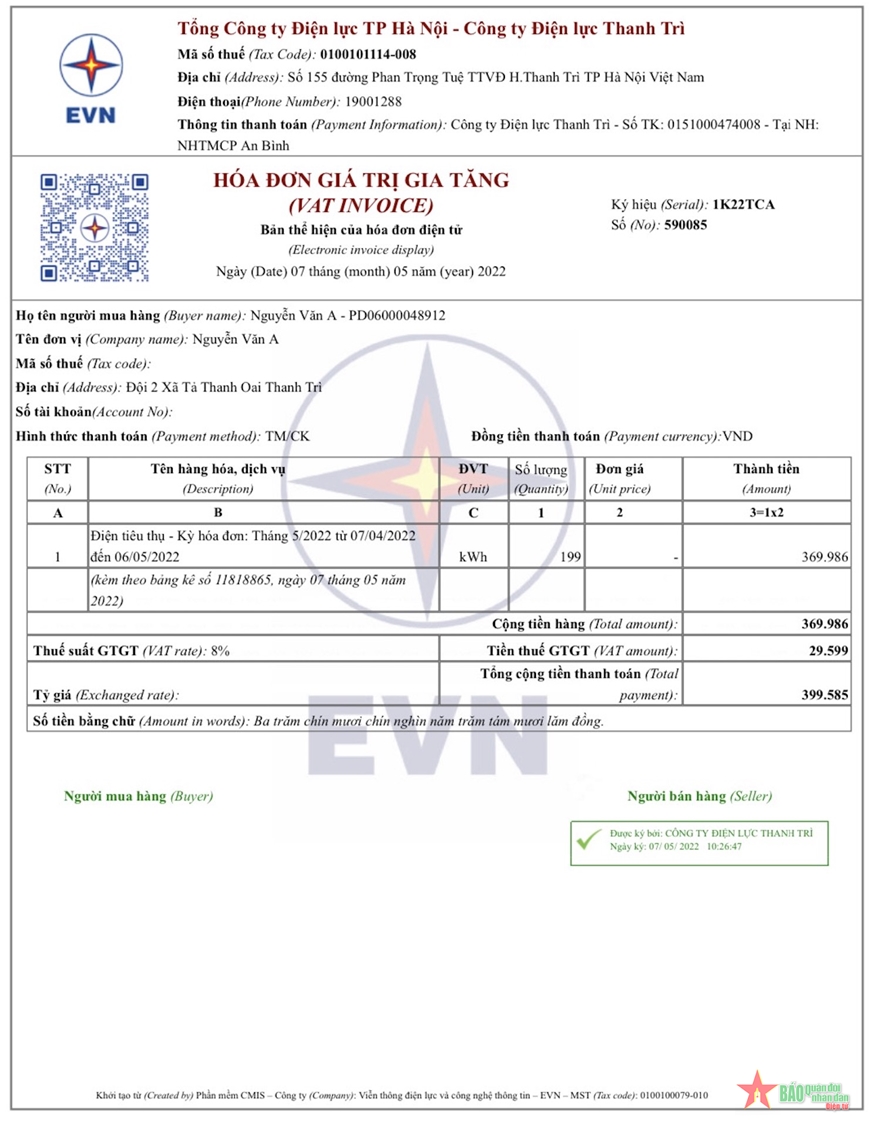 Tổng Công ty Điện lực TP Hà Nội - Công ty Điện lực Thanh Trì
Mã số thuế (Tax Code): 0100101114-008
Địa chỉ (Address): Số 155 đường Phan Trọng Tuệ TTVĐ H.Thanh Trì TP Hà Nội Việt Nam
Điện thoại(Phone Number): 19001288
Thông tin thanh toán (Payment Information): Công ty Điện lực Thanh Trì - Số TK: 0151000474008 - Tại NH:
NHTMCP An Bình
EVN
HÓA ĐƠN GIÁ TRỊ GIA TĂNG
(VAT INVOICE)
Bản thể hiện của hóa đơn điện tử
(Electronic invoice display)
Ngày (Date) 07 tháng (month) 05 năm (year) 2022
Ký hiệu (Serial): 1K22TCA
Số (No): 590085
Họ tên người mua hàng (Buyer name): Nguyễn Văn A - PD06000048912
Tên đơn vị (Company name): Nguyễn Văn A
Mã số thuế (Tax code):
Địa chỉ (Address): Đội 2 Xã Tả Thanh Oai Thanh Trì
Số tài khoản(Account No):
Hình thức thanh toán (Payment method): TM/CK Đồng tiền thanh toán (Payment currency):VND
STT Tên hàng hóa, dịch vụ ĐVT Số lượng Đơn giá Thành tiền
(No.) (Description) (Unit) (Quantity) (Unit price) (Amount)
A B C 1 2 3=1x2
Điện tiêu thụ - Kỳ hóa đơn: Tháng 5/2022 từ 07/04/2022
1 đến 06/05/2022 kWh 199 - 369.986
(kèm theo bảng kê số 11818865, ngày 07 tháng 05 năm
2022)
Cộng tiền hàng (Total amount): 369.986
Thuế suất GTGT (VAT rate): 8% Tiền thuế GTGT (VAT amount): 29.599
Tổng cộng tiền thanh toán (Total
Tỷ giá (Exchanged rate): payment): 399.585
Số tiền bằng chữ (Amount in words): Ba trăm chín mươi chín nghìn năm trăm tám mươi lăm đồng.
EVN
Người mua hàng (Buyer) Người bán hàng (Seller)
Được ký bởi: CÔNG TY ĐIỆN LỰC THANH TRÌ
Ngày ký: 07/ 05/ 2022 10:26:47
Khởi tạo từ (Created by) Phần mềm CMIS – Công ty (Company): Viễn thông điện lực và công nghệ thông tin – EVN – MST (Tax code): 0100100079-010
BÁO quân đội
nhân dân
Điện tử